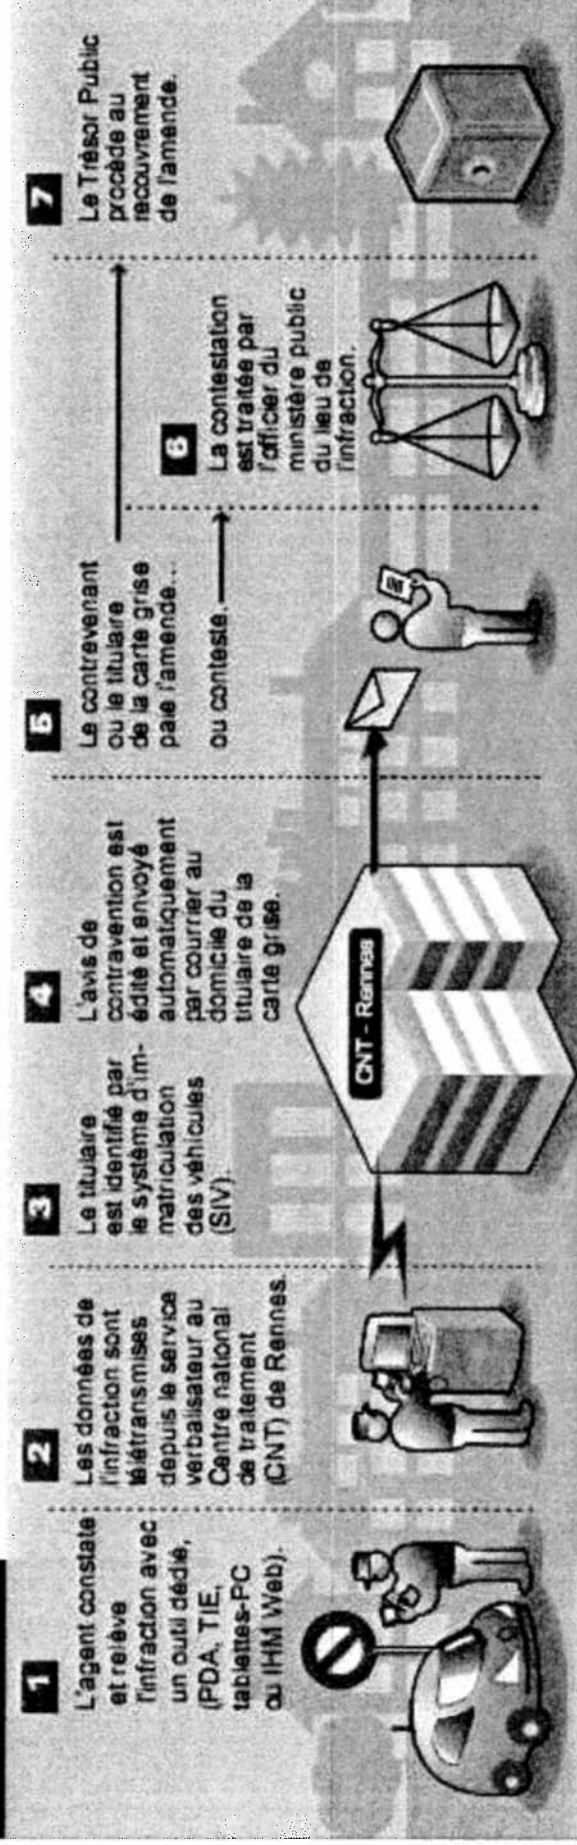 1
L'agent constate
et relève
l'infraction avec
un outil dédié,
(PDA, TIE,
tablettes-PC
ou IHM Web).
2
Les données de
l'infraction sont
télétransmises
depuis le service
verbalisateur au
Centre national
de traitement
(CNT) de Rennes.
3
Le titulaire
est identifié par
le système d'im-
matriculation
des véhicules
(SIV).
4
L'avis de
contravention est
édité et envoyé
automatiquement
par courrier au
domicile du
titulaire de la
carte grise.
CNT - Rennes
5
Le contrevenant
ou le titulaire
de la carte grise
paie l'amende...
ou conteste.
6
La contestation
est traitée par
l'officier du
ministère public
du lieu de
l'infraction.
7
Le Trésor Public
procède au
recouvrement
de l'amende.